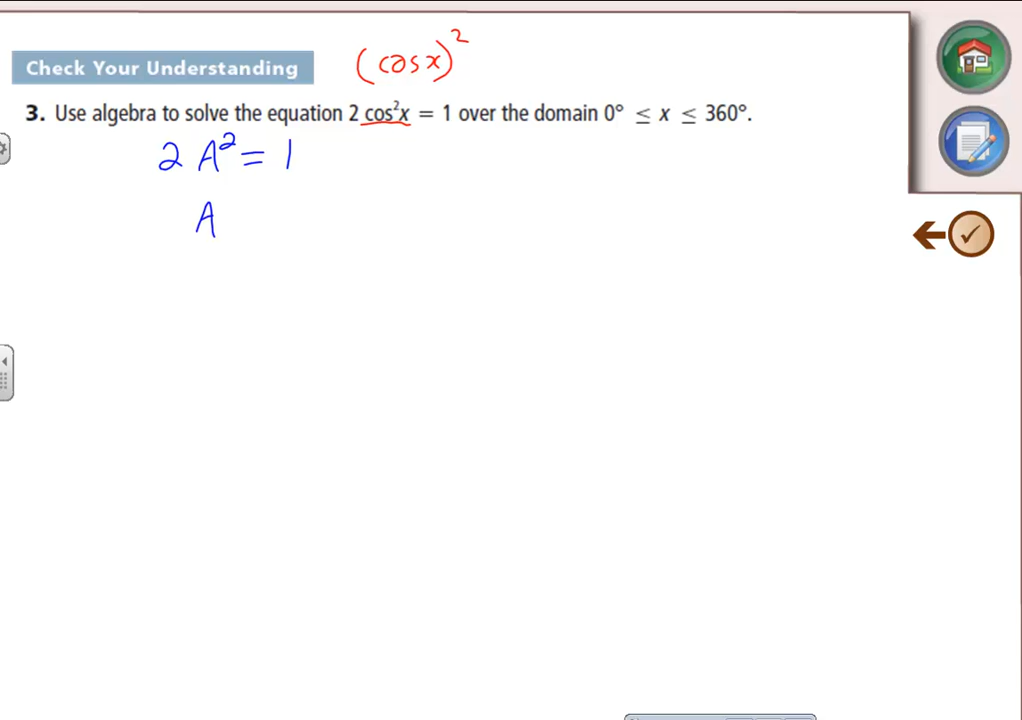 (cos x)²
Check Your Understanding
3. Use algebra to solve the equation 2 cos²x = 1 over the domain 0° ≤ x ≤ 360°.
2 A² = 1
A